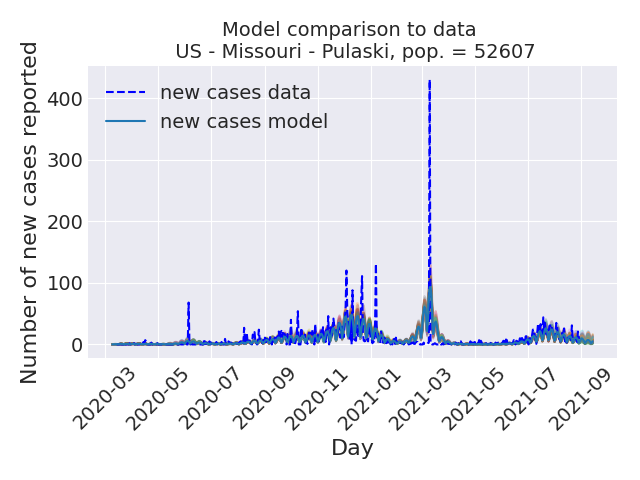 Model comparison to data
US - Missouri - Pulaski, pop. = 52607
Number of new cases reported
400
300
200
100
0
new cases data
new cases model
2020-03
2020-05
2020-07
2020-09
2020-11
2021-01
2021-03
2021-05
2021-07
2021-09
Day